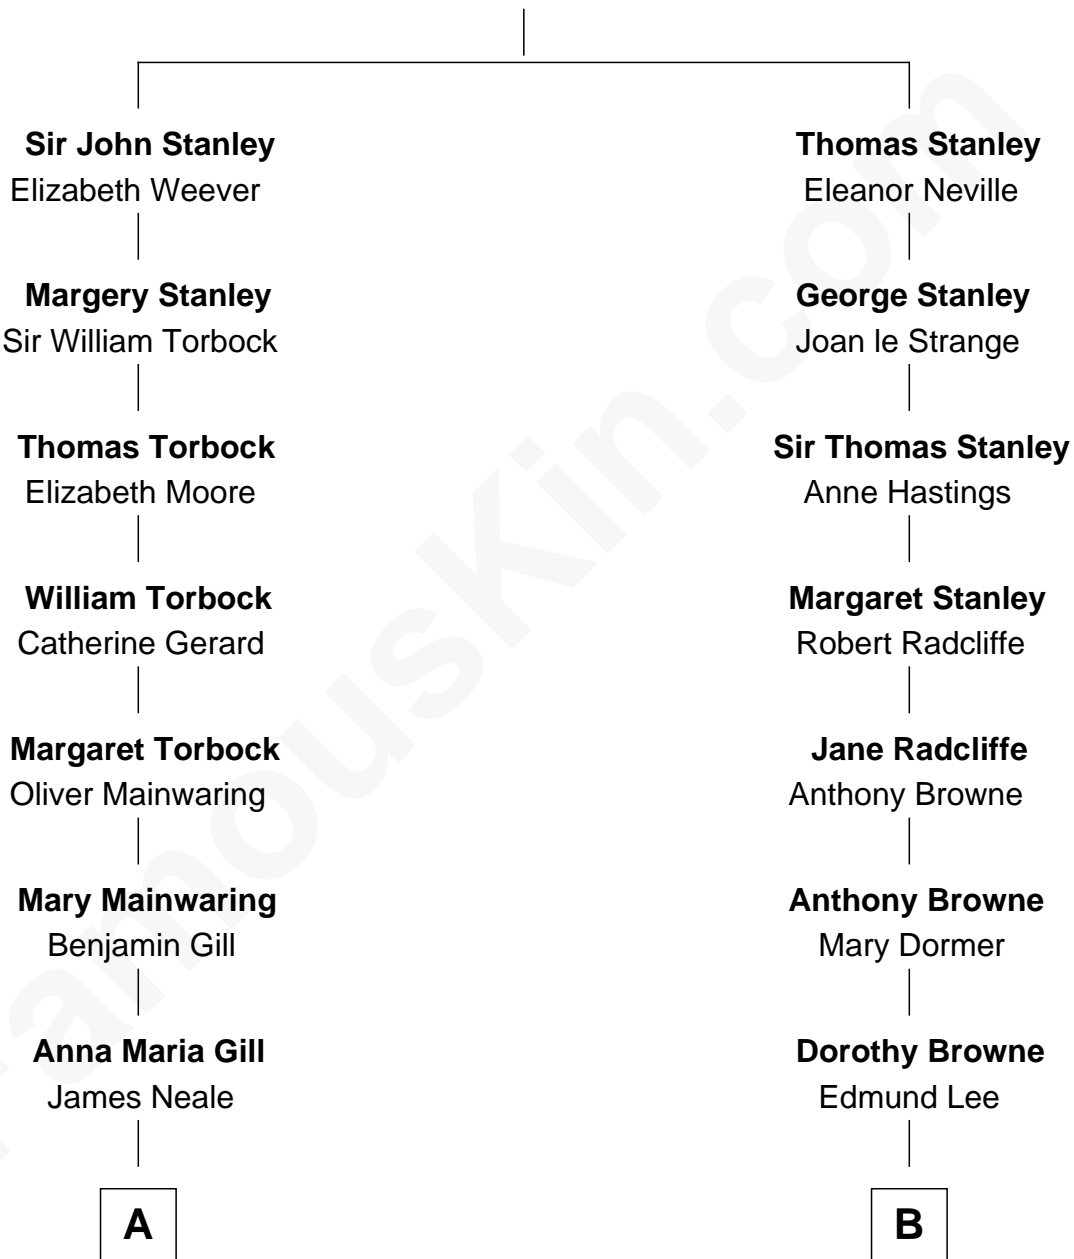 Sir John Stanley
Elizabeth Weever
Margery Stanley
Sir William Torbock
Thomas Torbock
Elizabeth Moore
William Torbock
Catherine Gerard
Margaret Torbock
Oliver Mainwaring
Mary Mainwaring
Benjamin Gill
Anna Maria Gill
James Neale
A
Thomas Stanley
Eleanor Neville
George Stanley
Joan le Strange
Sir Thomas Stanley
Anne Hastings
Margaret Stanley
Robert Radcliffe
Jane Radcliffe
Anthony Browne
Anthony Browne
Mary Dormer
Dorothy Browne
Edmund Lee
B
FamousKin.com